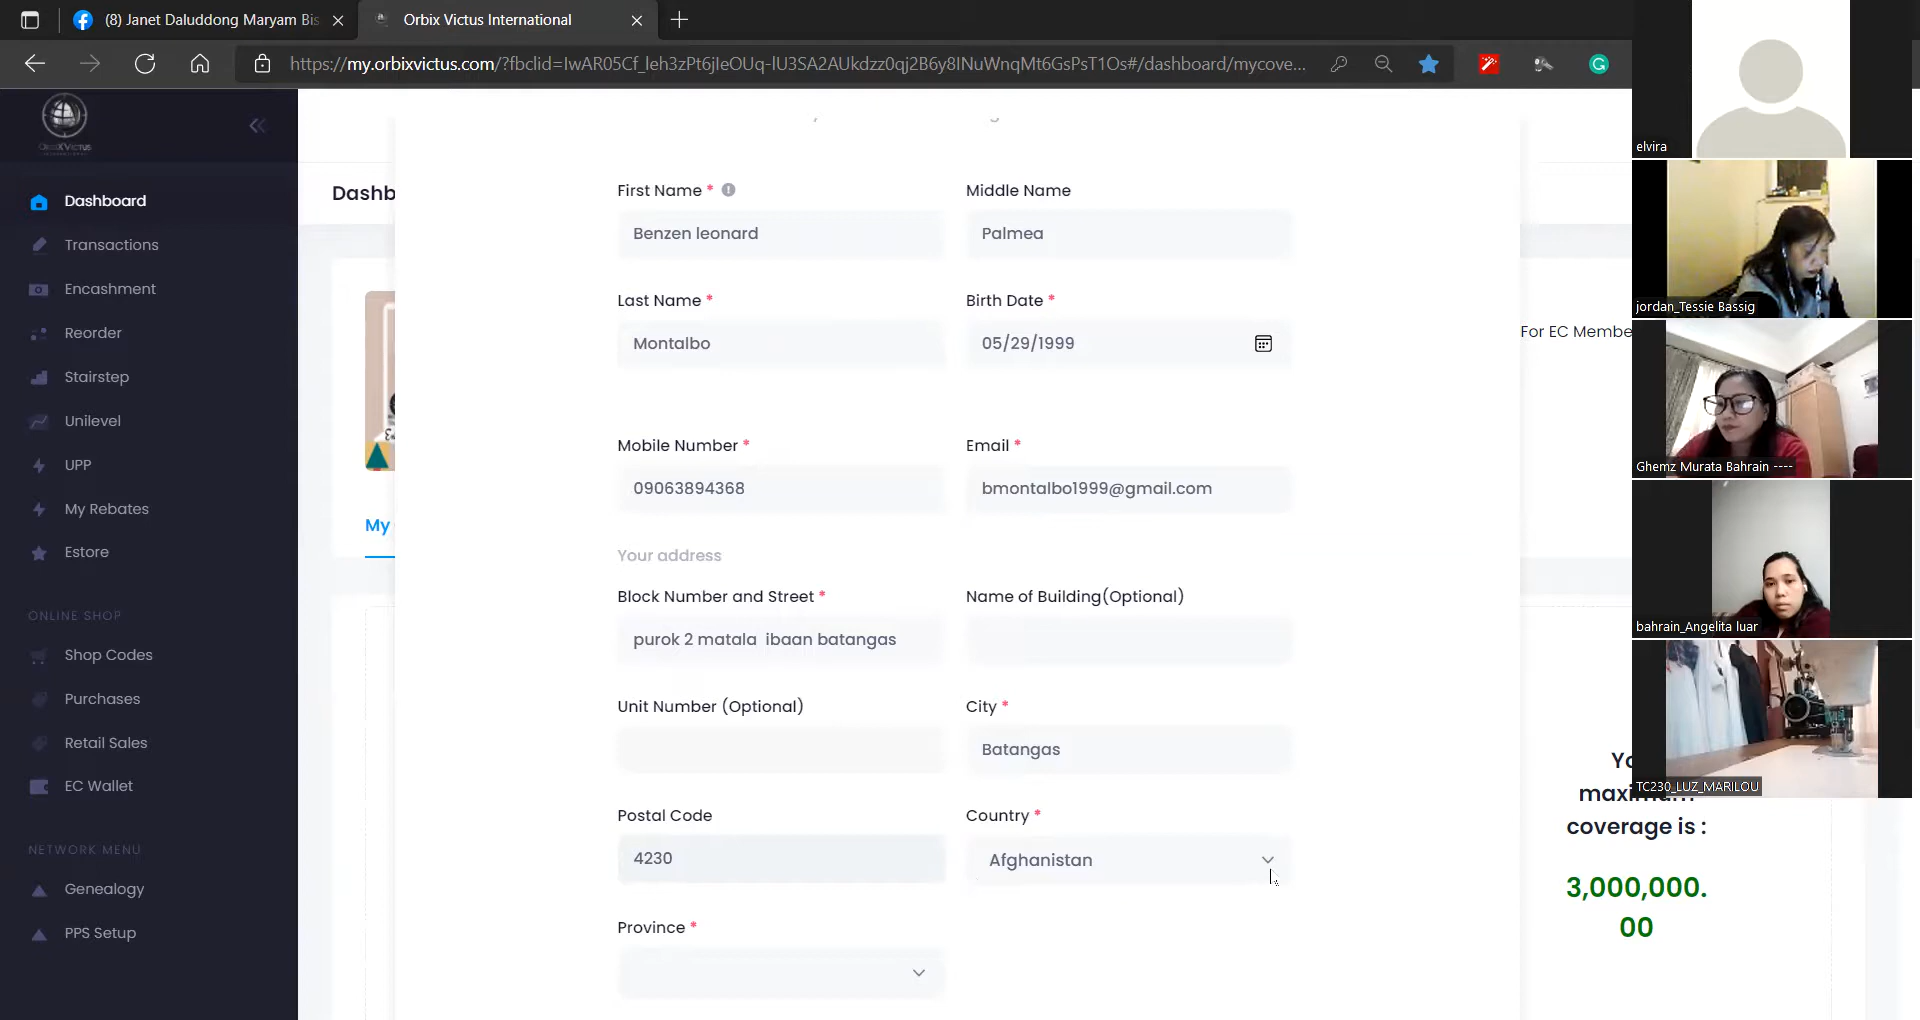 (8) Janet Daluddong Maryam Bis
Orbix Victus International
https://my.orbixvictus.com/?fbclid=IwAR05Cf_Ieh3zPt6jIeOUq-lU3SA2AUkdzz0qj2B6y8INuWnqMt6GsPsT1Os#/dashboard/mycove...
Dashboard
Transactions
Encashment
Reorder
Stairstep
Unilevel
UPP
My Rebates
Estore
ONLINE SHOP
Shop Codes
Purchases
Retail Sales
EC Wallet
NETWORK MENU
Genealogy
PPS Setup
Dashb
My
First Name *
Middle Name
Benzen leonard
Palmea
Last Name *
Birth Date *
Montalbo
05/29/1999
Mobile Number *
Email *
09063894368
bmontalbo1999@gmail.com
Your address
Block Number and Street *
Name of Building(Optional)
purok 2 matala  ibaan batangas
Unit Number (Optional)
City *
Batangas
Postal Code
Country *
4230
Afghanistan
Province *
For EC Membe
maximum
coverage is :
3,000,000.
00
elvira
jordan_Tessie Bassig
Ghemz Murata Bahrain ----
bahrain_Angelita luar
TC230_LUZ_MARILOU